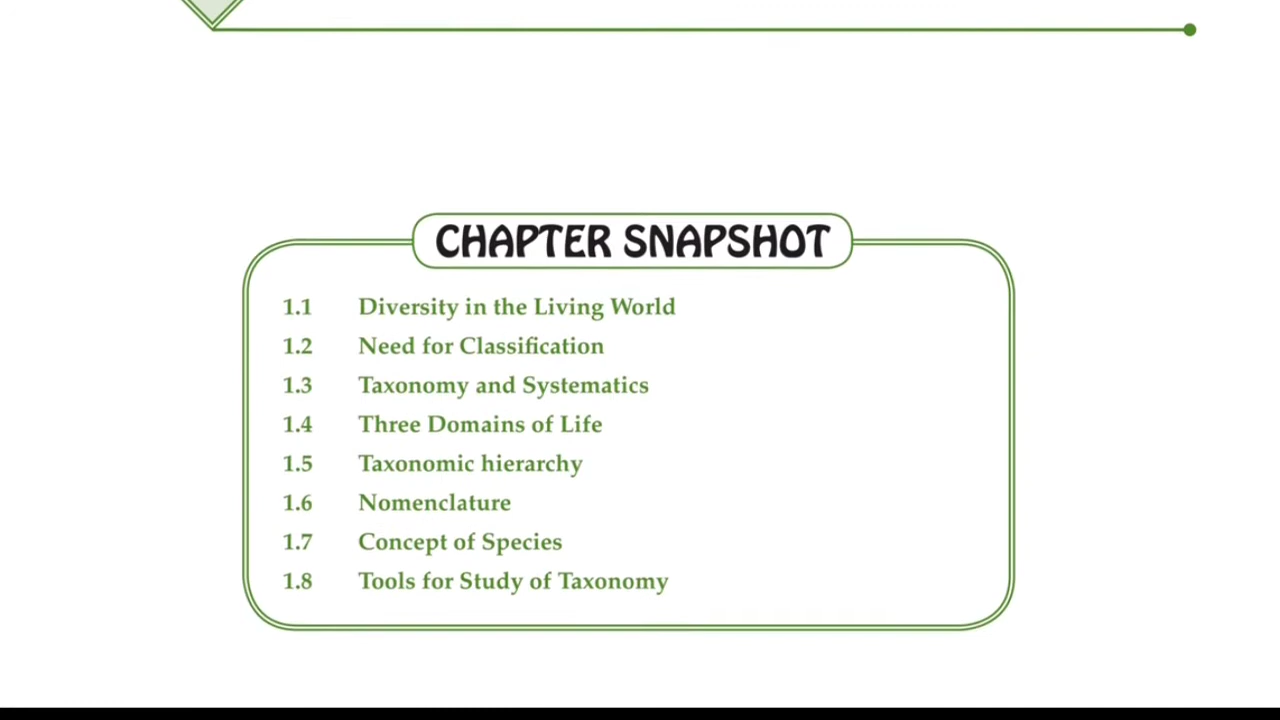 CHAPTER SNAPSHOT
1.1 Diversity in the Living World
1.2 Need for Classification
1.3 Taxonomy and Systematics
1.4 Three Domains of Life
1.5 Taxonomic hierarchy
1.6 Nomenclature
1.7 Concept of Species
1.8 Tools for Study of Taxonomy